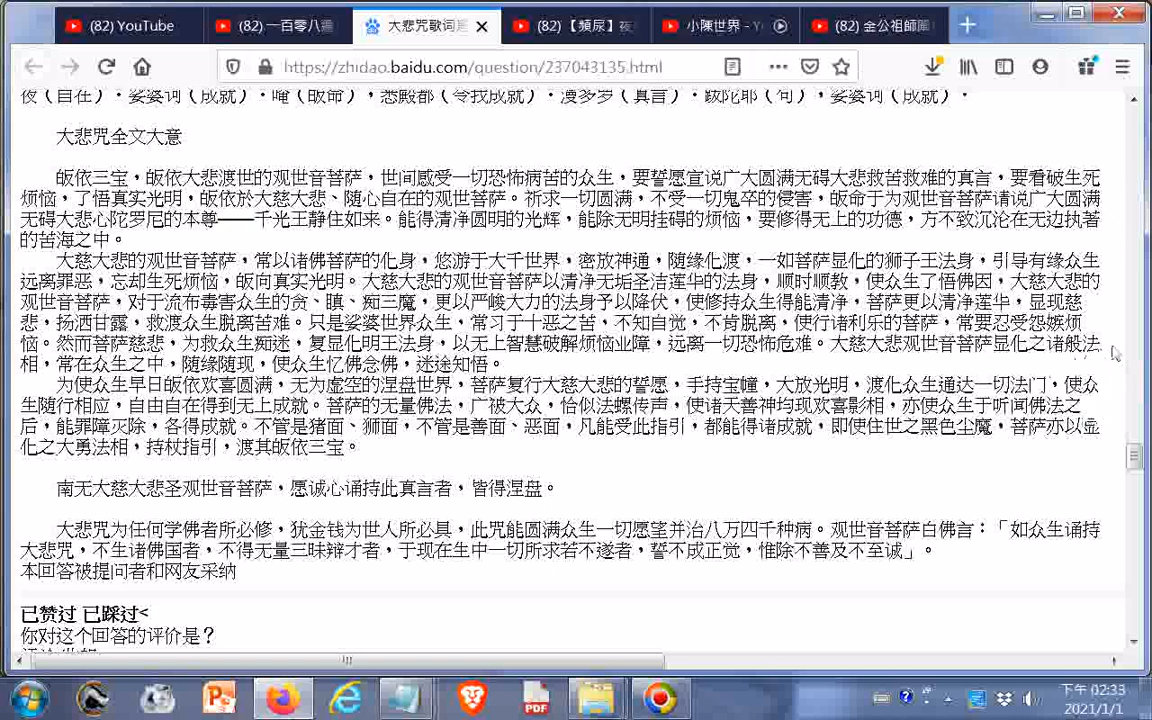 (82) YouTube
(82) 一百零八遍
大悲咒歌词是
(82) 【頻尿】夜
小陳世界 - Yo
(82) 金公祖師闡
https://zhidao.baidu.com/question/237043135.html
夜（自在）．娑婆诃（成就）．唵（皈命），悉殿都（令我成就）．漫多罗（真言）．跋陀耶（句），娑婆诃（成就）．
大悲咒全文大意
皈依三宝，皈依大悲渡世的观世音菩萨，世间感受一切恐怖病苦的众生，要誓愿宣说广大圆满无碍大悲救苦救难的真言，要看破生死
烦恼，了悟真实光明，皈依於大慈大悲、随心自在的观世菩萨。祈求一切圆满，不受一切鬼卒的侵害，皈命于为观世音菩萨请说广大圆满
无碍大悲心陀罗尼的本尊——千光王静住如来。能得清净圆明的光辉，能除无明挂碍的烦恼，要修得无上的功德，方不致沉沦在无边执著
的苦海之中。
大慈大悲的观世音菩萨，常以诸佛菩萨的化身，悠游于大千世界，密放神通，随缘化渡，一如菩萨显化的狮子王法身，引导有缘众生
远离罪恶，忘却生死烦恼，皈向真实光明。大慈大悲的观世音菩萨以清净无垢圣洁莲华的法身，顺时顺教，使众生了悟佛因，大慈大悲的
观世音菩萨，对于流布毒害众生的贪、瞋、痴三魔，更以严峻大力的法身予以降伏，使修持众生得能清净，菩萨更以清净莲华，显现慈
悲，扬洒甘露，救渡众生脱离苦难。只是娑婆世界众生，常习于十恶之苦，不知自觉，不肯脱离，使行诸利乐的菩萨，常要忍受怨嫉烦
恼。然而菩萨慈悲，为救众生痴迷，复显化明王法身，以无上智慧破解烦恼业障，远离一切恐怖危难。大慈大悲观世音菩萨显化之诸般法
相，常在众生之中，随缘随现，使众生忆佛念佛，迷途知悟。
为使众生早日皈依欢喜圆满，无为虚空的涅盘世界，菩萨复行大慈大悲的誓愿，手持宝幢，大放光明，渡化众生通达一切法门，使众
生随行相应，自由自在得到无上成就。菩萨的无量佛法，广被大众，恰似法螺传声，使诸天善神均现欢喜影相，亦使众生于听闻佛法之
后，能罪障灭除，各得成就。不管是猪面、狮面，不管是善面、恶面，凡能受此指引，都能得诸成就，即使住世之黑色尘魔，菩萨亦以显
化之大勇法相，持杖指引，渡其皈依三宝。
南无大慈大悲圣观世音菩萨，愿诚心诵持此真言者，皆得涅盘。
大悲咒为任何学佛者所必修，犹金钱为世人所必具，此咒能圆满众生一切愿望并治八万四千种病。观世音菩萨白佛言：「如众生诵持
大悲咒，不生诸佛国者，不得无量三昧辩才者，于现在生中一切所求若不遂者，誓不成正觉，惟除不善及不至诚」。
本回答被提问者和网友采纳
已赞过 已踩过<
你对这个回答的评价是？
PDF
下午 02:33
2021/1/1